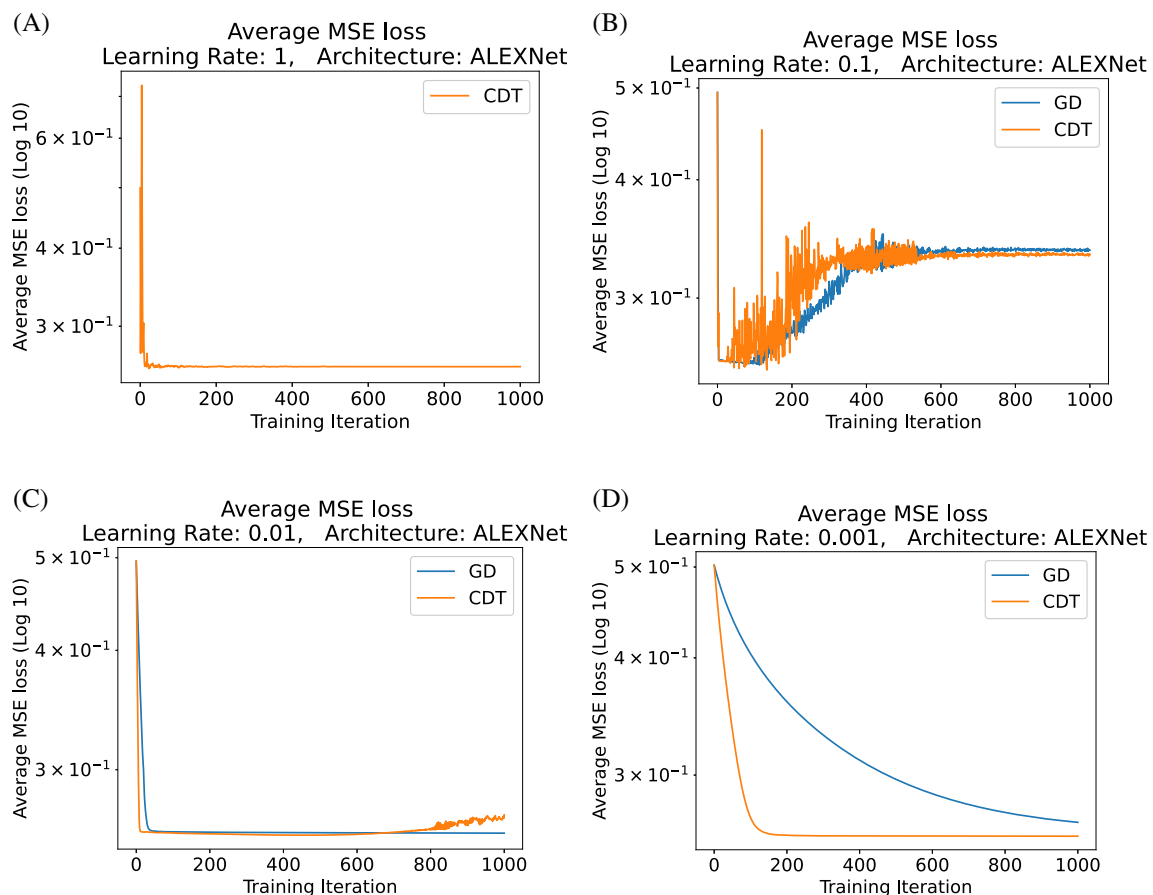 (A)
Average MSE loss
Learning Rate: 1,   Architecture: ALEXNet
Average MSE loss (Log 10)
6 × 10⁻¹
4 × 10⁻¹
3 × 10⁻¹
CDT
0 200 400 600 800 1000
Training Iteration
(B)
Average MSE loss
Learning Rate: 0.1,   Architecture: ALEXNet
Average MSE loss (Log 10)
5 × 10⁻¹
4 × 10⁻¹
3 × 10⁻¹
GD
CDT
0 200 400 600 800 1000
Training Iteration
(C)
Average MSE loss
Learning Rate: 0.01,   Architecture: ALEXNet
Average MSE loss (Log 10)
5 × 10⁻¹
4 × 10⁻¹
3 × 10⁻¹
GD
CDT
0 200 400 600 800 1000
Training Iteration
(D)
Average MSE loss
Learning Rate: 0.001,   Architecture: ALEXNet
Average MSE loss (Log 10)
5 × 10⁻¹
4 × 10⁻¹
3 × 10⁻¹
GD
CDT
0 200 400 600 800 1000
Training Iteration